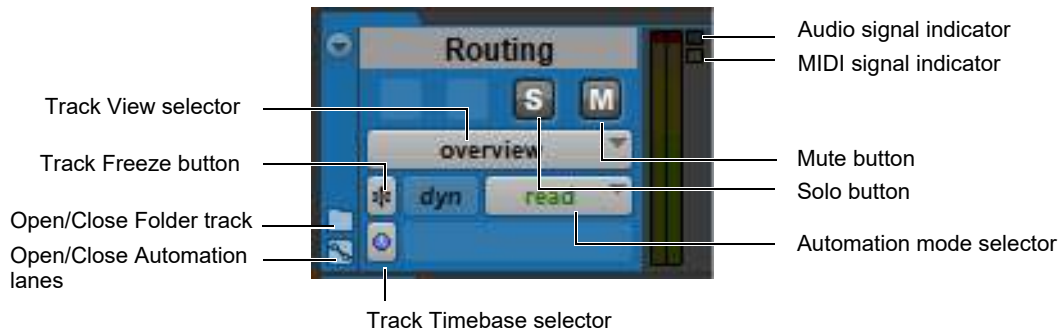 Audio signal indicator
MIDI signal indicator
Routing
S M
Track View selector
overview
Track Freeze button
Mute button
dyn read
Solo button
Open/Close Folder track
Open/Close Automation
lanes
Automation mode selector
Track Timebase selector